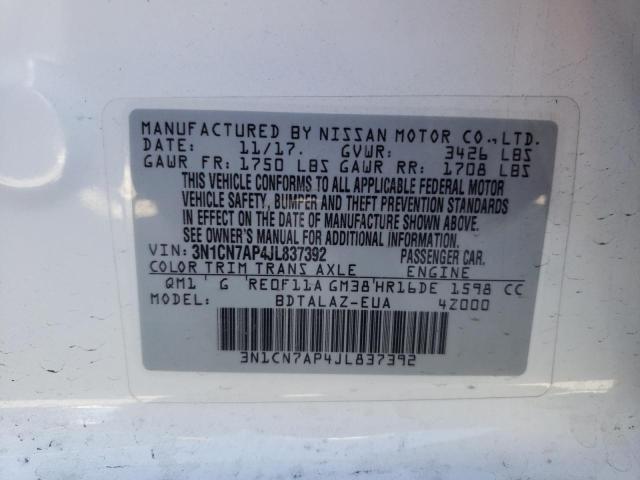 MANUFACTURED BY NISSAN MOTOR CO.,LTD.
DATE: 11/17. GVWR: 3426 LBS
GAWR FR: 1750 LBS GAWR RR: 1708 LBS
THIS VEHICLE CONFORMS TO ALL APPLICABLE FEDERAL MOTOR
VEHICLE SAFETY, BUMPER AND THEFT PREVENTION STANDARDS
IN EFFECT ON THE DATE OF MANUFACTURE SHOWN ABOVE.
SEE OWNER'S MANUAL FOR ADDITIONAL INFORMATION
VIN: 3N1CN7AP4JL837392 PASSENGER CAR.
COLOR TRIM TRANS AXLE ENGINE
QM1 G RE0F11A GM38 HR16DE 1598 CC
MODEL: BDTALAZ-EUA 4Z000
3N1CN7AP4JL837392